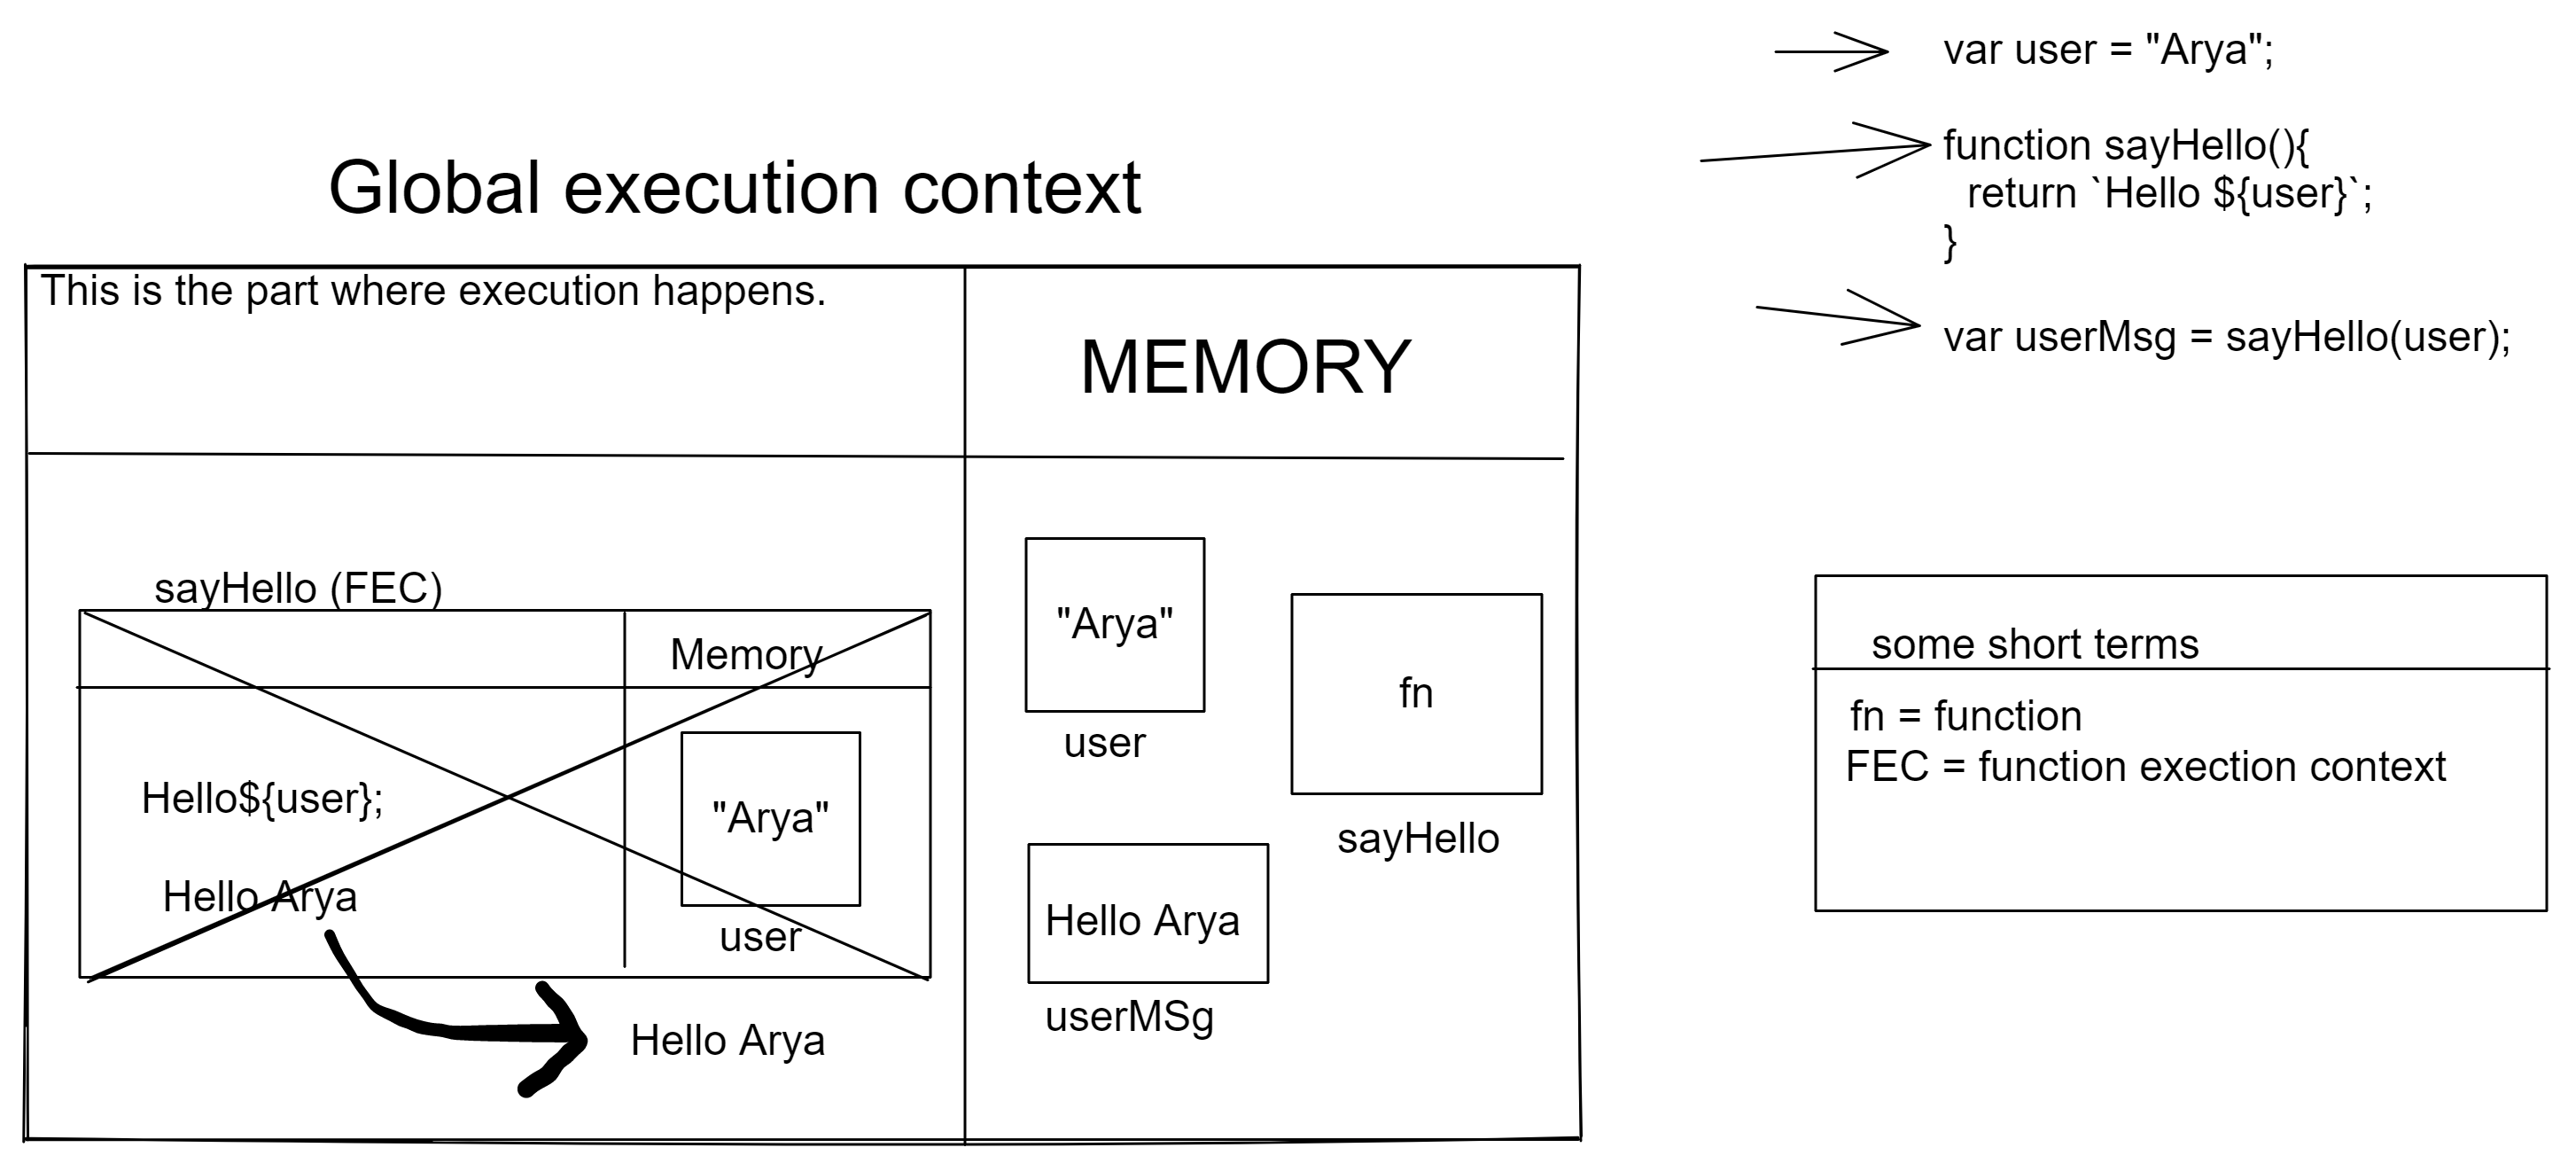 Global execution context
This is the part where execution happens.
MEMORY
sayHello (FEC)
Memory
Hello${user};
Hello Arya
"Arya"
user
Hello Arya
"Arya"
user
fn
sayHello
Hello Arya
userMSg
var user = "Arya";
function sayHello(){
return `Hello ${user}`;
}
var userMsg = sayHello(user);
some short terms
fn = function
FEC = function exection context